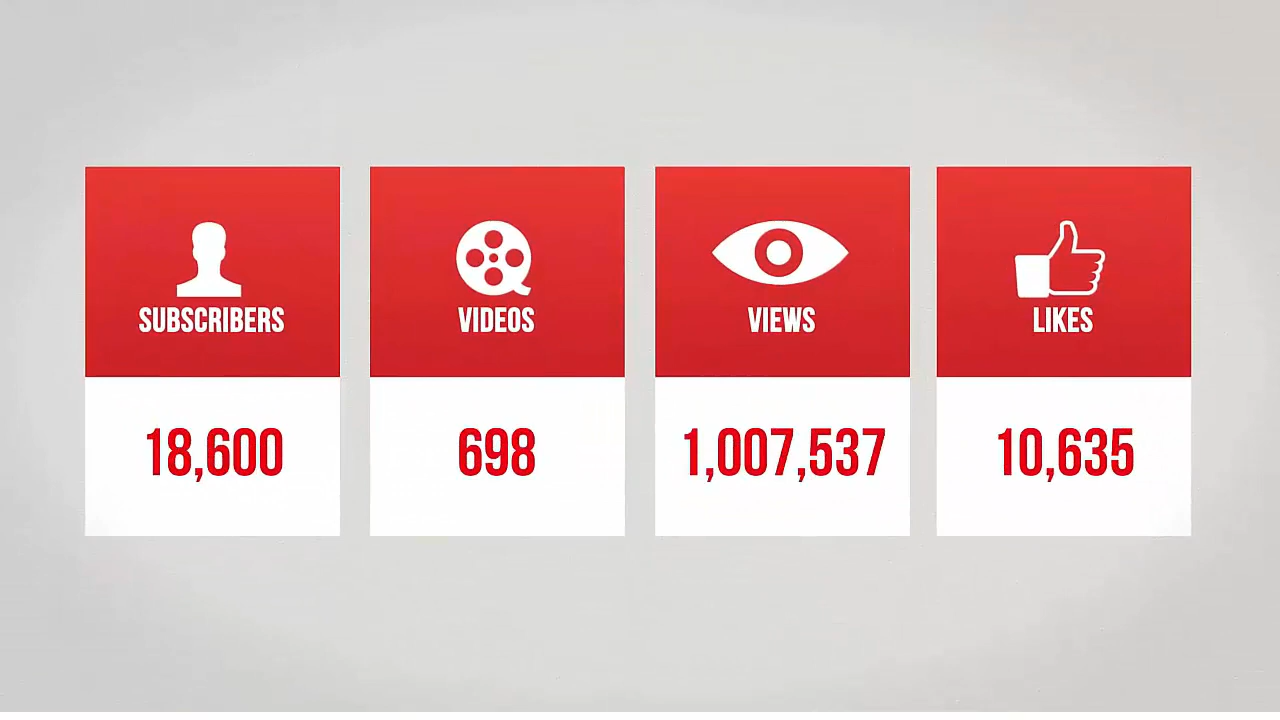 SUBSCRIBERS
18,600
VIDEOS
698
VIEWS
1,007,537
LIKES
10,635